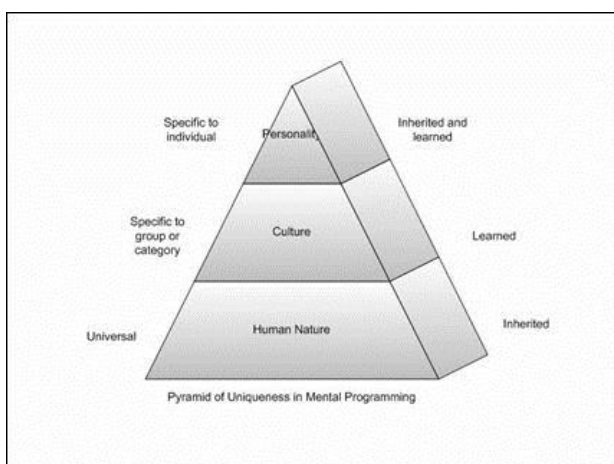 Specific to
individual
Personality
Inherited and
learned
Specific to
group or
category
Culture
Learned
Universal
Human Nature
Inherited
Pyramid of Uniqueness in Mental Programming